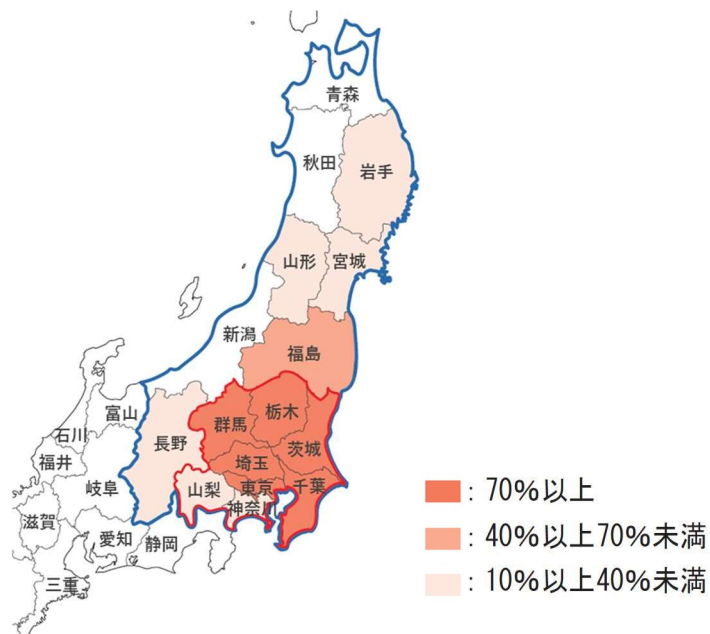 青森
秋田
岩手
山形
宮城
新潟
福島
富山
群馬
栃木
石川
長野
茨城
福井
埼玉
岐阜
山梨
東京
千葉
神奈川
滋賀
愛知
静岡
三重
：70％以上
：40％以上70％未満
：10％以上40％未満